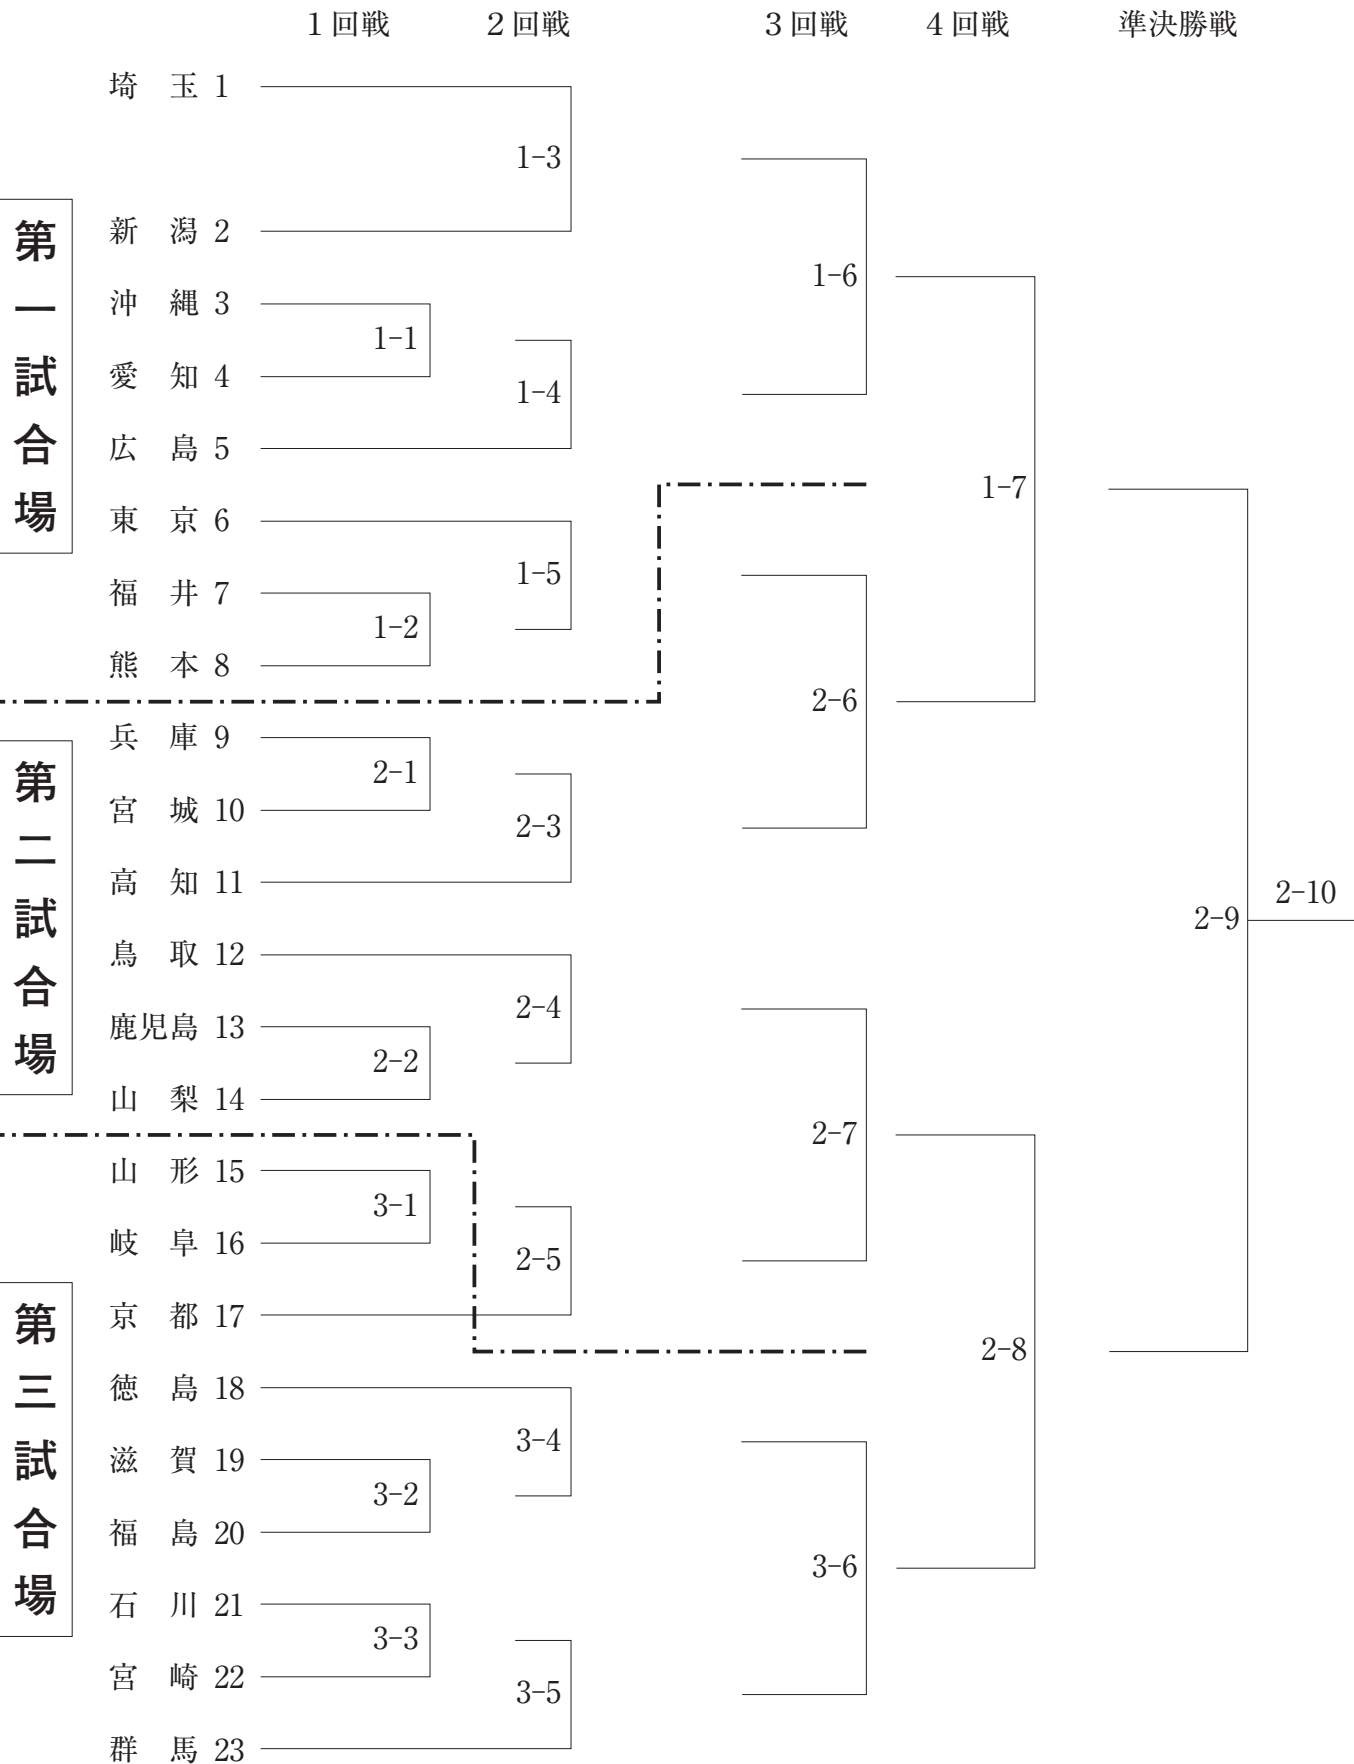 1回戦 2回戦 3回戦 4回戦 準決勝戦
第一試合場
埼玉 1
新潟 2
沖縄 3
愛知 4
広島 5
東京 6
福井 7
熊本 8
1-1
1-2
1-3
1-4
1-5
1-6
1-7
第二試合場
兵庫 9
宮城 10
高知 11
鳥取 12
鹿児島 13
山梨 14
2-1
2-2
2-3
2-4
2-5
2-6
2-7
2-8
2-9
2-10
第三試合場
山形 15
岐阜 16
京都 17
徳島 18
滋賀 19
福島 20
石川 21
宮崎 22
群馬 23
3-1
3-2
3-3
3-4
3-5
3-6